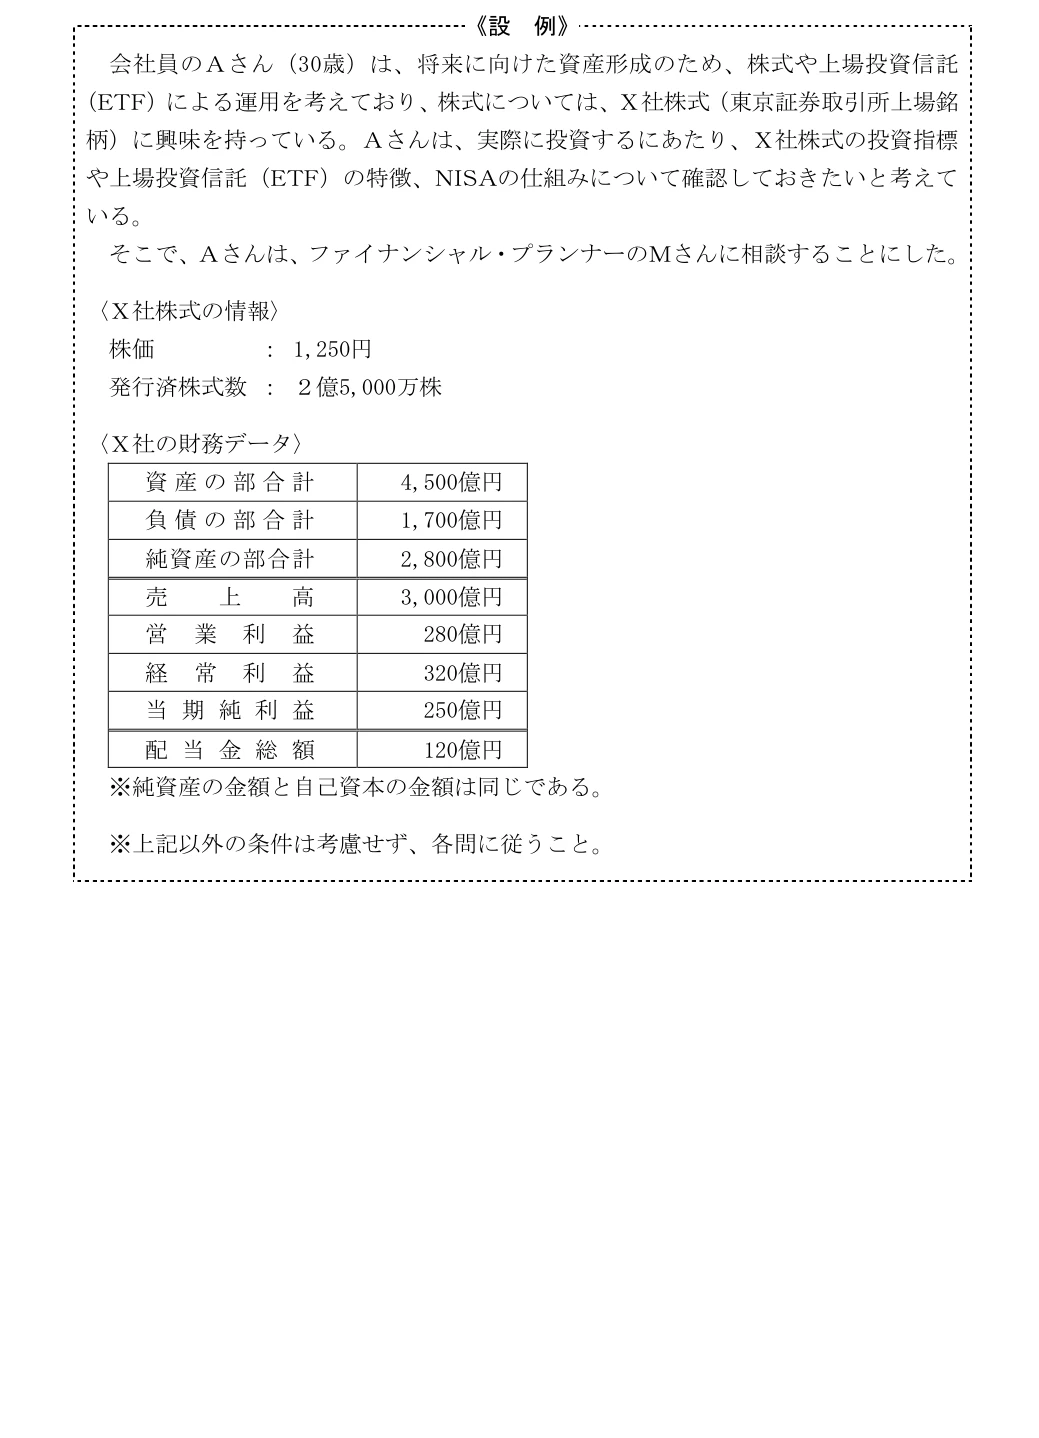 《設　例》
会社員のＡさん（30歳）は、将来に向けた資産形成のため、株式や上場投資信託
（ETF）による運用を考えており、株式については、Ｘ社株式（東京証券取引所上場銘
柄）に興味を持っている。Ａさんは、実際に投資するにあたり、Ｘ社株式の投資指標
や上場投資信託（ETF）の特徴、NISAの仕組みについて確認しておきたいと考えて
いる。
そこで、Ａさんは、ファイナンシャル・プランナーのＭさんに相談することにした。
〈Ｘ社株式の情報〉
株価　　　　　：　1,250円
発行済株式数　：　２億5,000万株
〈Ｘ社の財務データ〉
資産の部合計　4,500億円
負債の部合計　1,700億円
純資産の部合計　2,800億円
売上高　3,000億円
営業利益　280億円
経常利益　320億円
当期純利益　250億円
配当金総額　120億円
※純資産の金額と自己資本の金額は同じである。
※上記以外の条件は考慮せず、各問に従うこと。